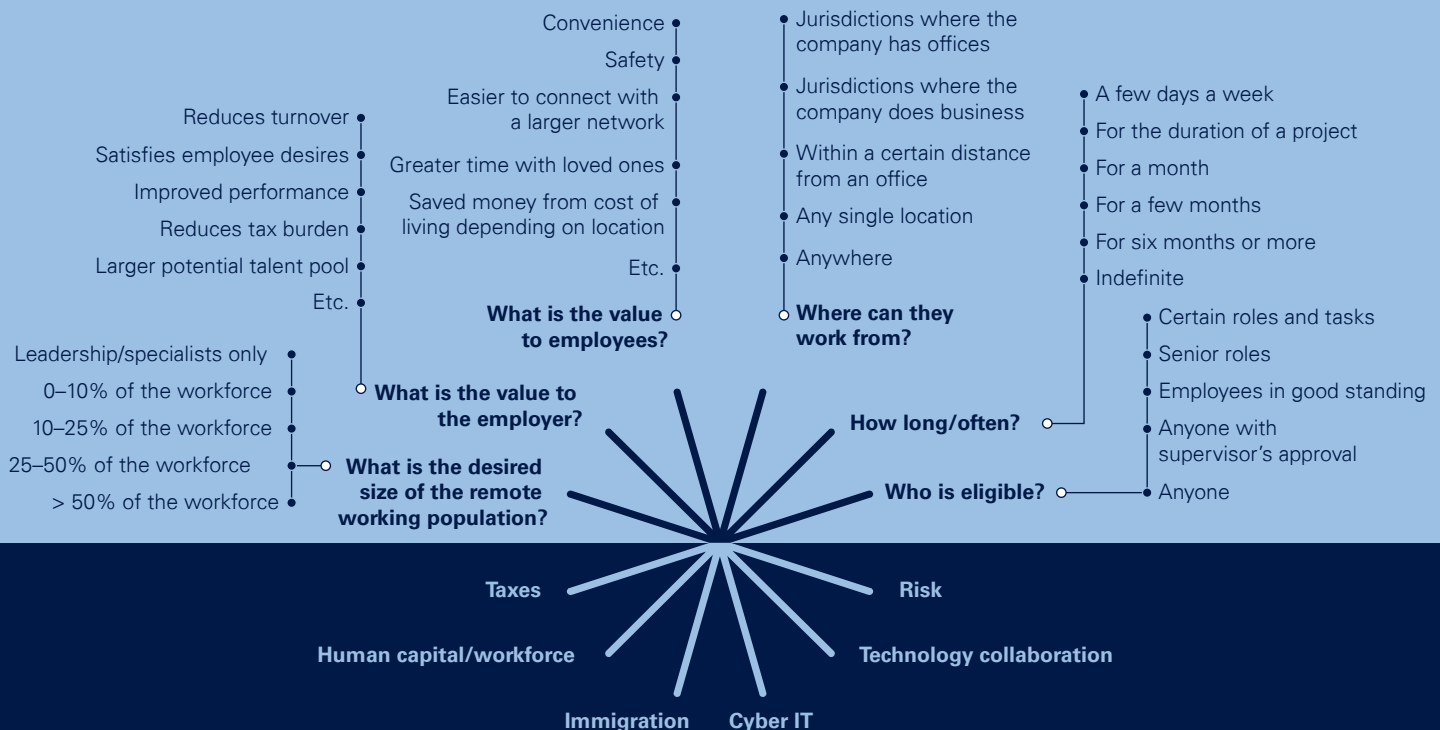 Leadership/specialists only
0–10% of the workforce
10–25% of the workforce
25–50% of the workforce
> 50% of the workforce
What is the desired
size of the remote
working population?
Reduces turnover
Satisfies employee desires
Improved performance
Reduces tax burden
Larger potential talent pool
Etc.
What is the value to
the employer?
Convenience
Safety
Easier to connect with
a larger network
Greater time with loved ones
Saved money from cost of
living depending on location
Etc.
What is the value
to employees?
Jurisdictions where the
company has offices
Jurisdictions where the
company does business
Within a certain distance
from an office
Any single location
Anywhere
Where can they
work from?
A few days a week
For the duration of a project
For a month
For a few months
For six months or more
Indefinite
How long/often?
Certain roles and tasks
Senior roles
Employees in good standing
Anyone with
supervisor’s approval
Anyone
Who is eligible?
Taxes
Human capital/workforce
Immigration
Cyber IT
Technology collaboration
Risk